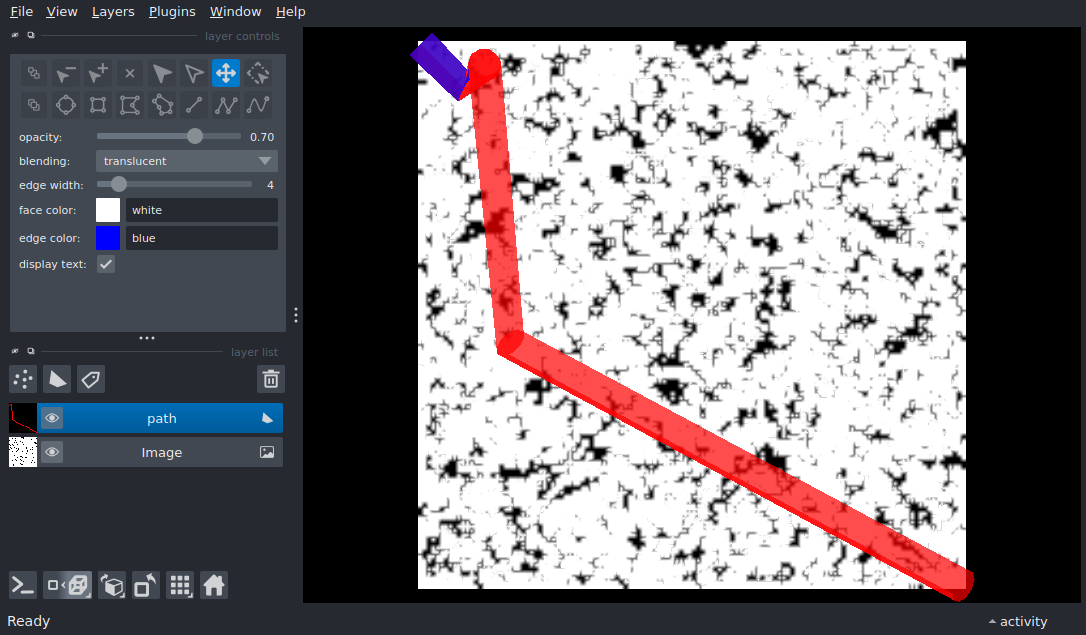 File View Layers Plugins Window Help
layer controls
opacity: 0.70
blending: translucent
edge width: 4
face color: white
edge color: blue
display text:
layer list
path
Image
Ready
activity